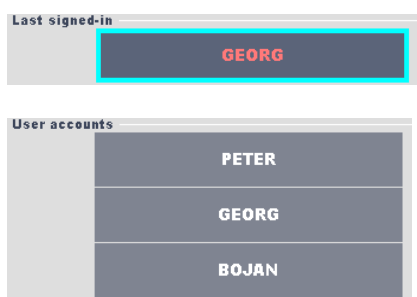 Last signed-in
GEORG
User accounts
PETER
GEORG
BOJAN